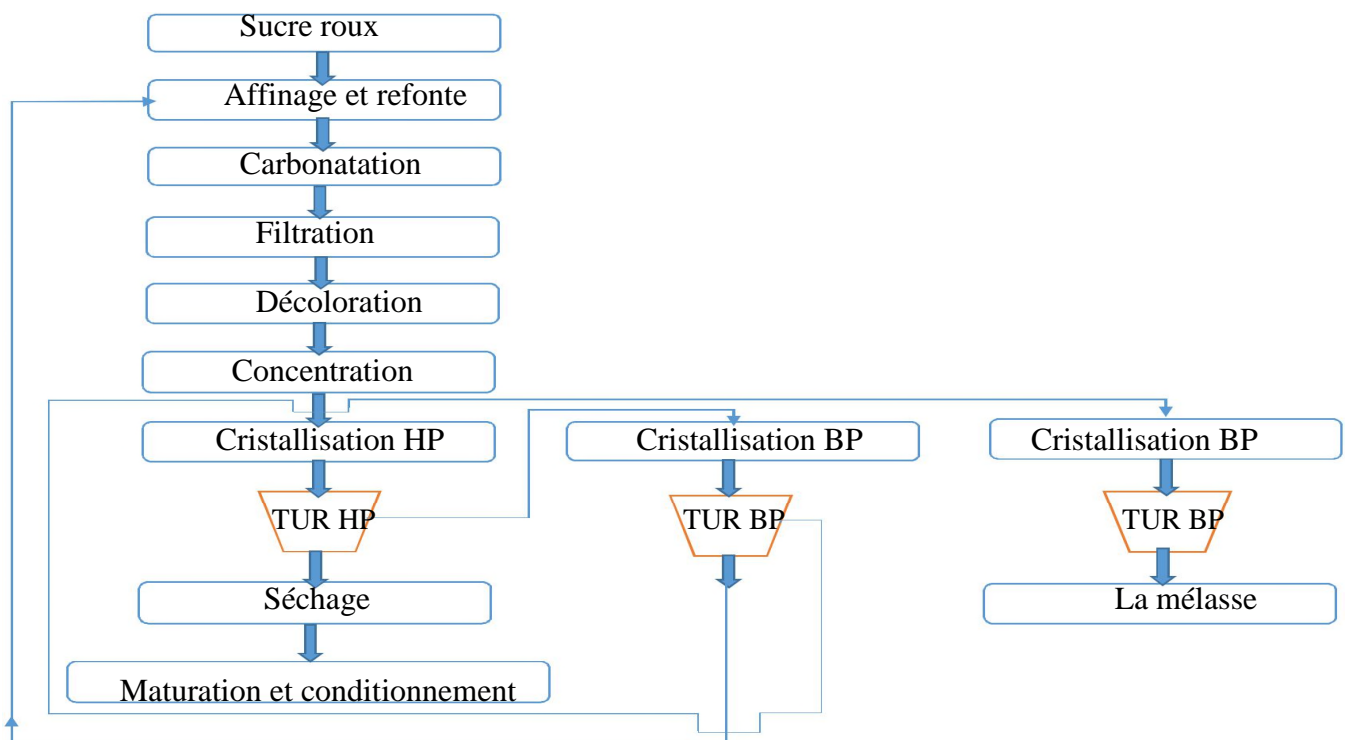 Sucre roux
Affinage et refonte
Carbonatation
Filtration
Décoloration
Concentration
Cristallisation HP
Cristallisation BP
Cristallisation BP
TUR HP
TUR BP
TUR BP
Séchage
La mélasse
Maturation et conditionnement